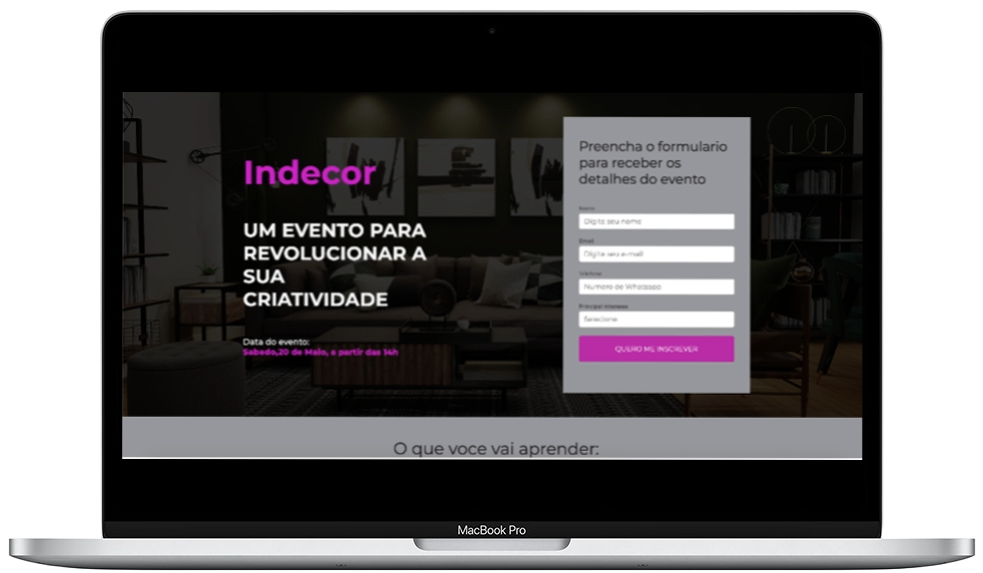 Indecor
UM EVENTO PARA
REVOLUCIONAR A
SUA
CRIATIVIDADE
Data do evento:
Sabado,20 de Maio, a partir das 14h
Preencha o formulario
para receber os
detalhes do evento
Nome
Digite seu nome
Email
Digite seu e-mail
Telefone
Numero de Whatsapp
Principal interesse
Selecione
QUERO ME INSCREVER
O que voce vai aprender:
MacBook Pro